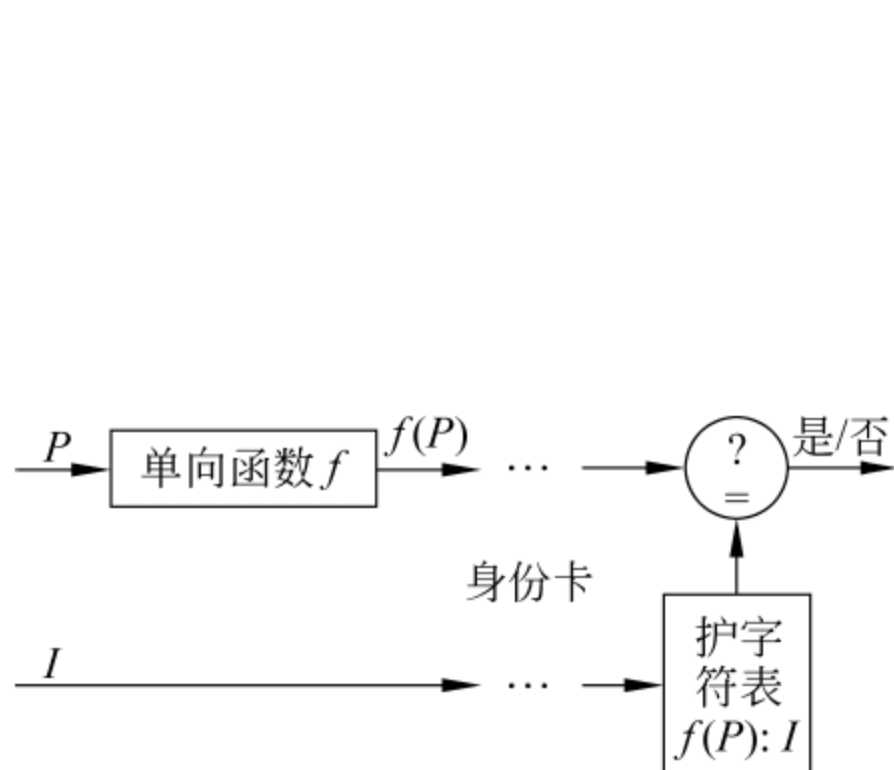 P
单向函数 f
f(P)
…
?
=
是/否
身份卡
I
…
护字
符表
f(P): I